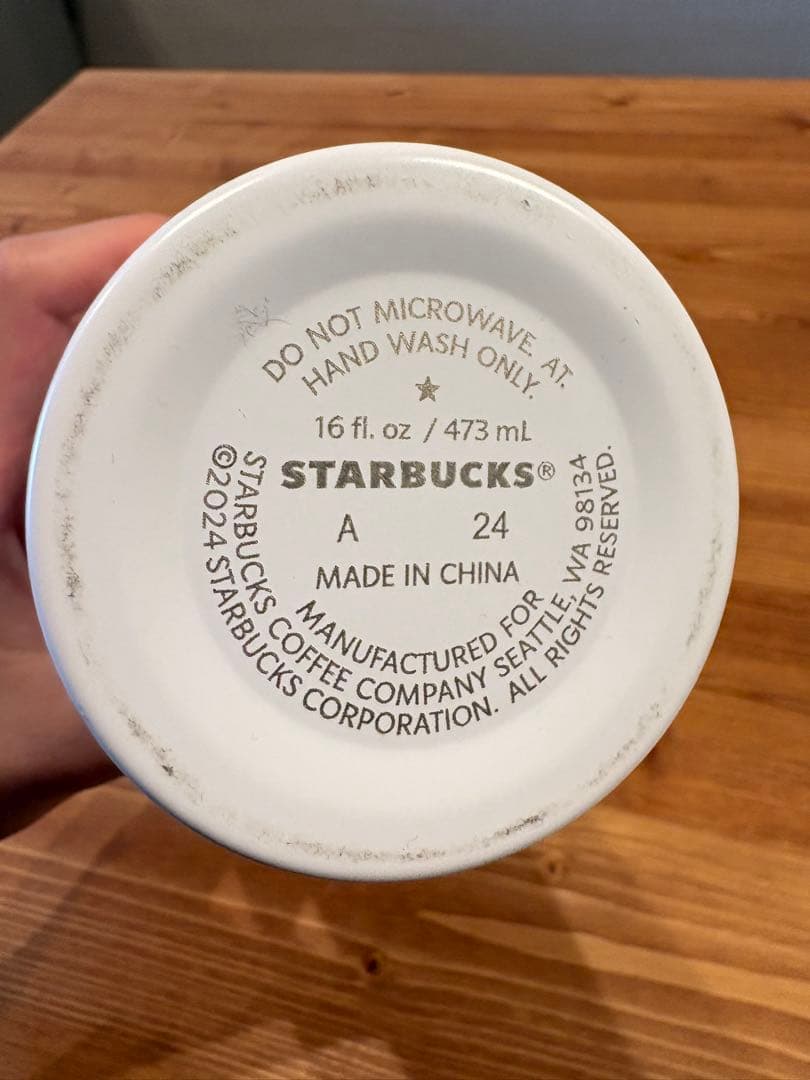 DO NOT MICROWAVE. AT.
HAND WASH ONLY.
16 fl. oz / 473 mL
STARBUCKS®
A 24
MADE IN CHINA
MANUFACTURED FOR
STARBUCKS COFFEE COMPANY SEATTLE, WA 98134
©2024 STARBUCKS CORPORATION. ALL RIGHTS RESERVED.